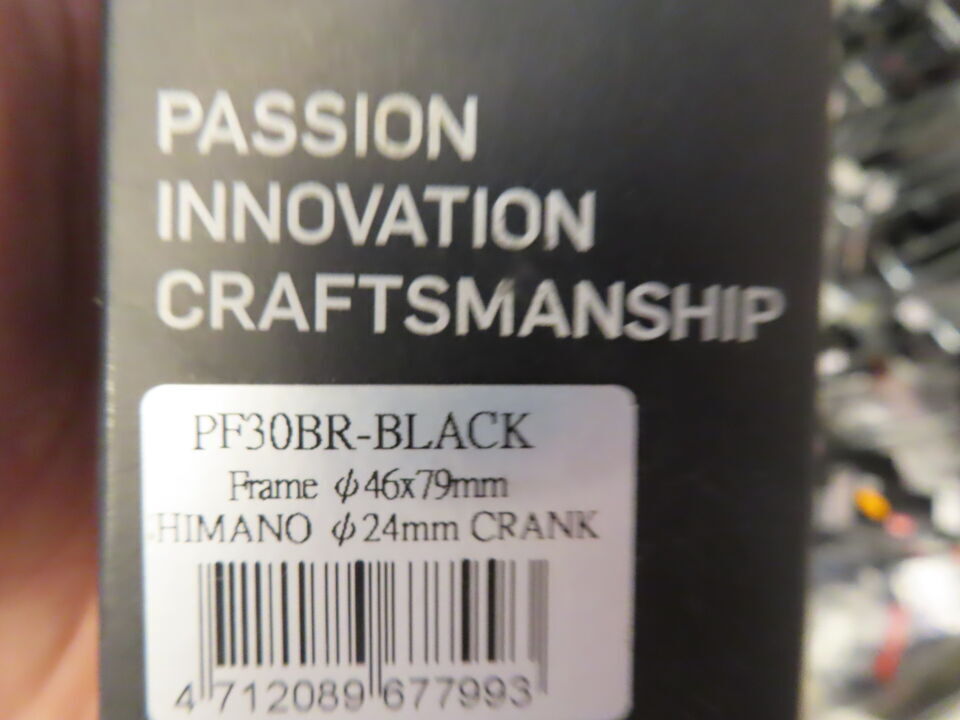 PASSION
INNOVATION
CRAFTSMANSHIP
PF30BR-BLACK
Frame ϕ46x79mm
HIMANO ϕ24mm CRANK
4 712089 677993